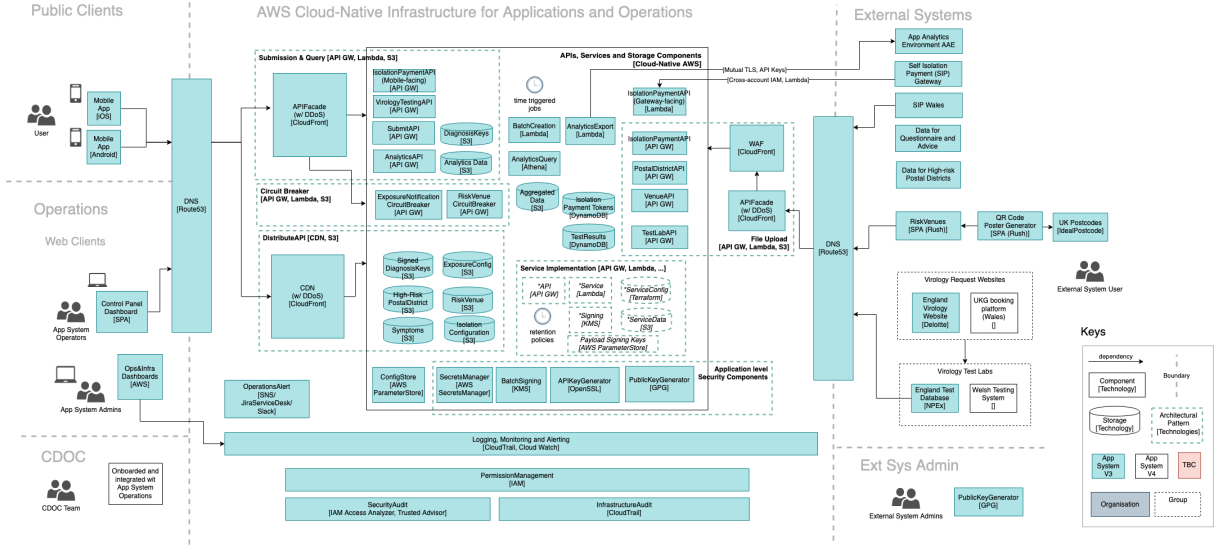 Public Clients
AWS Cloud-Native Infrastructure for Applications and Operations
External Systems
User
Mobile
App
[iOS]
Mobile
App
[Android]
Operations
Web Clients
App System
Operators
Control Panel
Dashboard
[SPA]
App System Admins
Ops&Infra
Dashboards
[AWS]
CDOC
CDOC Team
Onboarded and
integrated wit
App System
Operations
DNS
[Route53]
Submission & Query [API GW, Lambda, S3]
APIFacade
(w/ DDoS)
[CloudFront]
IsolationPaymentAPI
(Mobile-facing)
[API GW]
VirologyTestingAPI
[API GW]
SubmitAPI
[API GW]
DiagnosisKeys
[S3]
AnalyticsAPI
[API GW]
Analytics Data
[S3]
Circuit Breaker
[API GW, Lambda, S3]
ExposureNotification
CircuitBreaker
[API GW]
RiskVenue
CircuitBreaker
[API GW]
DistributeAPI [CDN, S3]
CDN
(w/ DDoS)
[CloudFront]
Signed
DiagnosisKeys
[S3]
ExposureConfig
[S3]
High-Risk
PostalDistrict
[S3]
RiskVenue
[S3]
Symptoms
[S3]
Isolation
Configuration
[S3]
APIs, Services and Storage Components
[Cloud-Native AWS]
time triggered
jobs
BatchCreation
[Lambda]
AnalyticsExport
[Lambda]
AnalyticsQuery
[Athena]
Aggregated
Data
[S3]
Isolation
Payment Tokens
[DynamoDB]
TestResults
[DynamoDB]
IsolationPaymentAPI
(Gateway-facing)
[Lambda]
[Mutual TLS, API Keys]
[Cross-account IAM, Lambda]
IsolationPaymentAPI
[API GW]
PostalDistrictAPI
[API GW]
VenueAPI
[API GW]
TestLabAPI
[API GW]
WAF
[CloudFront]
APIFacade
(w/ DDoS)
[CloudFront]
File Upload
[API GW, Lambda, S3]
Service Implementation [API GW, Lambda, ...]
*API
[API GW]
*Service
[Lambda]
*ServiceConfig
[Terraform]
retention
policies
*Signing
[KMS]
*ServiceData
[S3]
Payload Signing Keys
[AWS ParameterStore]
Application level
Security Components
ConfigStore
[AWS
ParameterStore]
SecretsManager
[AWS
SecretsManager]
BatchSigning
[KMS]
APIKeyGenerator
[OpenSSL]
PublicKeyGenerator
[GPG]
OperationsAlert
[SNS/
JiraServiceDesk/
Slack]
Logging, Monitoring and Alerting
[CloudTrail, Cloud Watch]
PermissionManagement
[IAM]
SecurityAudit
[IAM Access Analyzer, Trusted Advisor]
InfrastructureAudit
[CloudTrail]
DNS
[Route53]
App Analytics
Environment AAE
Self Isolation
Payment (SIP)
Gateway
SIP Wales
Data for
Questionnaire and
Advice
Data for High-risk
Postal Districts
RiskVenues
[SPA (Rush)]
QR Code
Poster Generator
[SPA (Rush)]
UK Postcodes
[IdealPostcode]
External System User
Virology Request Websites
England
Virology
Website
[Deloitte]
UKG booking
platform
(Wales)
[]
Virology Test Labs
England Test
Database
[NPEx]
Welsh Testing
System
[]
Ext Sys Admin
External System Admins
PublicKeyGenerator
[GPG]
Keys
dependency
Boundary
Component
[Technology]
Storage
[Technology]
Architectural
Pattern
[Technologies]
App
System
V3
App
System
V4
TBC
Organisation
Group